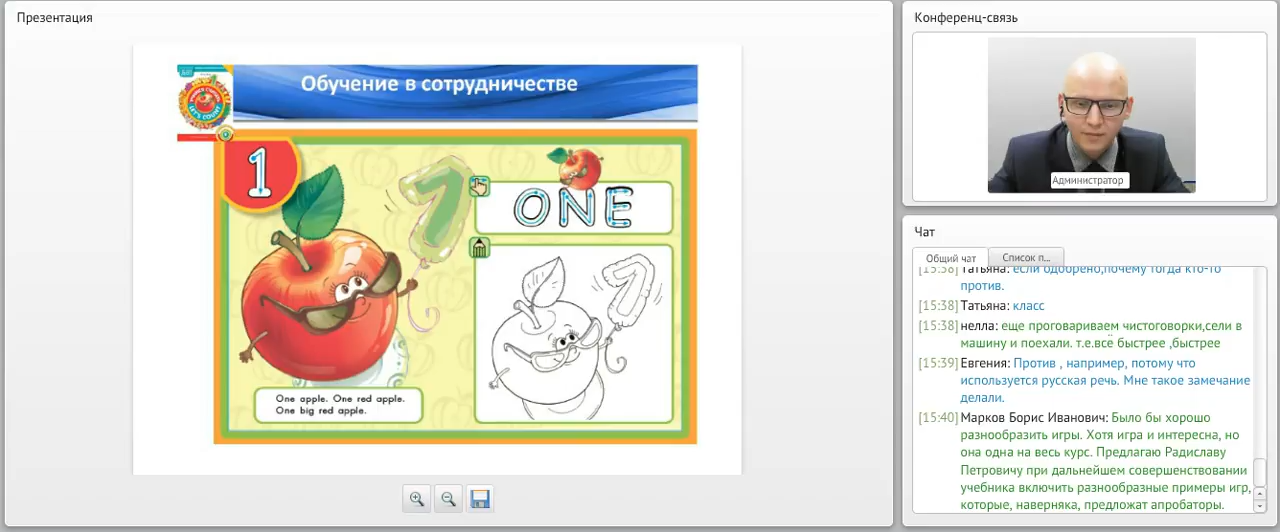 Презентация
Обучение в сотрудничестве
LET'S COUNT
1
ONE
One apple. One red apple.
One big red apple.
Конференц-связь
Администратор
Чат
Общий чат
Список п...
[15:38] Татьяна: если одобрено,почему тогда кто-то
против.
[15:38] Татьяна: класс
[15:38] нелла: еще проговариваем чистоговорки,сели в
машину и поехали. т.е.всё быстрее ,быстрее
[15:39] Евгения: Против , например, потому что
используется русская речь. Мне такое замечание
делали.
[15:40] Марков Борис Иванович: Было бы хорошо
разнообразить игры. Хотя игра и интересна, но
она одна на весь курс. Предлагаю Радиславу
Петровичу при дальнейшем совершенствовании
учебника включить разнообразные примеры игр,
которые, наверняка, предложат апробаторы.